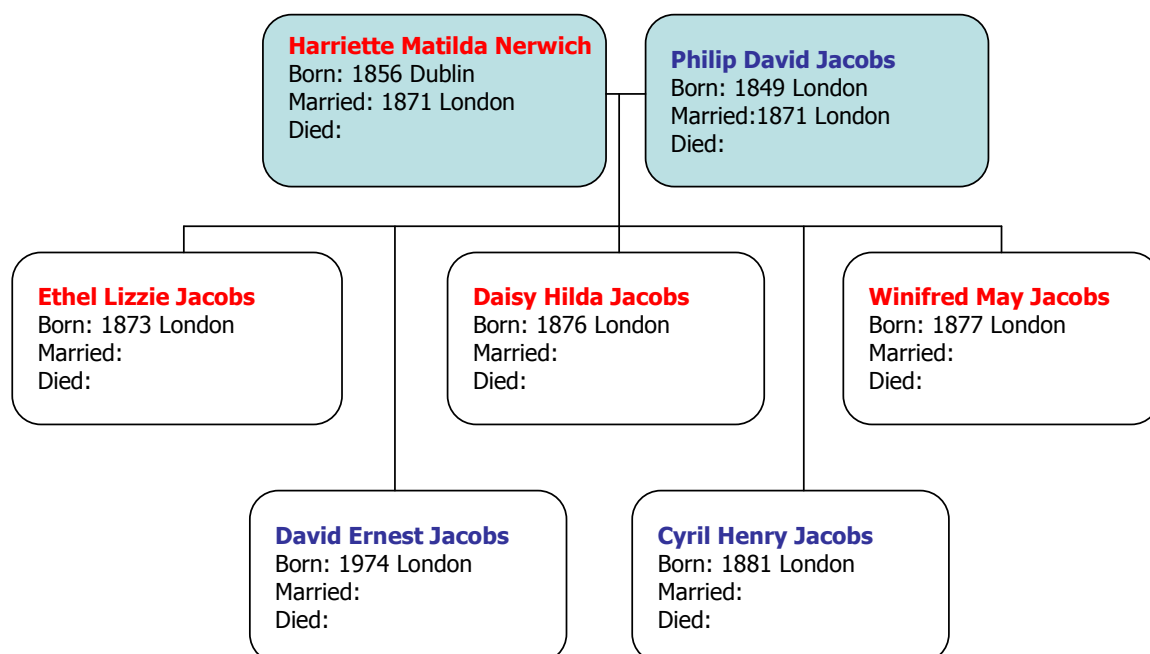 Harriette Matilda Nerwich
Born: 1856 Dublin
Married: 1871 London
Died:
Philip David Jacobs
Born: 1849 London
Married:1871 London
Died:
Ethel Lizzie Jacobs
Born: 1873 London
Married:
Died:
Daisy Hilda Jacobs
Born: 1876 London
Married:
Died:
Winifred May Jacobs
Born: 1877 London
Married:
Died:
David Ernest Jacobs
Born: 1974 London
Married:
Died:
Cyril Henry Jacobs
Born: 1881 London
Married:
Died: